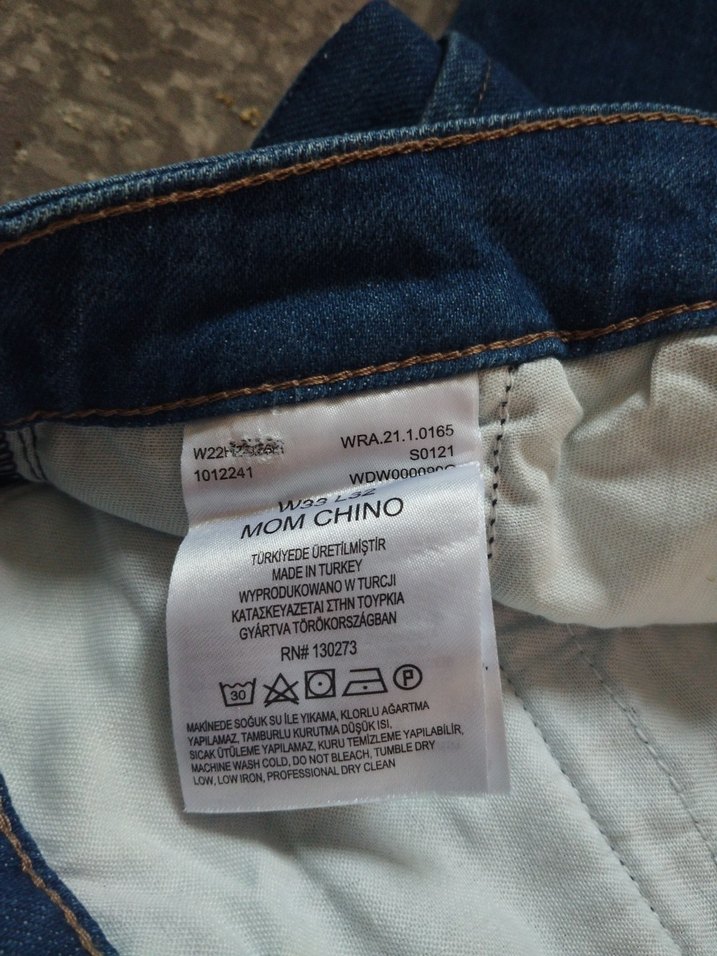 WRA.21.1.0165
1012241 S0121
W33 L32
MOM CHINO
TÜRKİYEDE ÜRETİLMİŞTİR
MADE IN TURKEY
WYPRODUKOWANO W TURCJI
ΚΑΤΑΣΚΕΥΑΖΕΤΑΙ ΣΤΗΝ ΤΟΥΡΚΙΑ
GYÁRTVA TÖRÖKORSZÁGBAN
RN# 130273
30 P
MAKİNEDE SOĞUK SU İLE YIKAMA, KLORLU AĞARTMA
YAPILAMAZ, TAMBURLU KURUTMA DÜŞÜK ISI.
SICAK ÜTÜLEME YAPILAMAZ, KURU TEMİZLEME YAPILABİLİR,
MACHINE WASH COLD, DO NOT BLEACH, TUMBLE DRY
LOW, LOW IRON, PROFESSIONAL DRY CLEAN